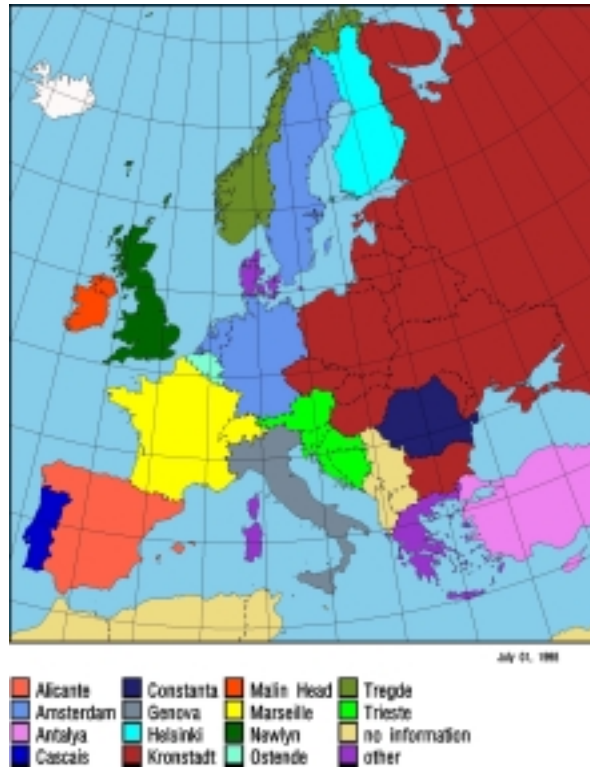 July 01, 1998
Alicante Constanta Malin Head Tregde
Amsterdam Genova Marseille Trieste
Antalya Helsinki Newlyn no information
Cascais Kronstadt Ostende other